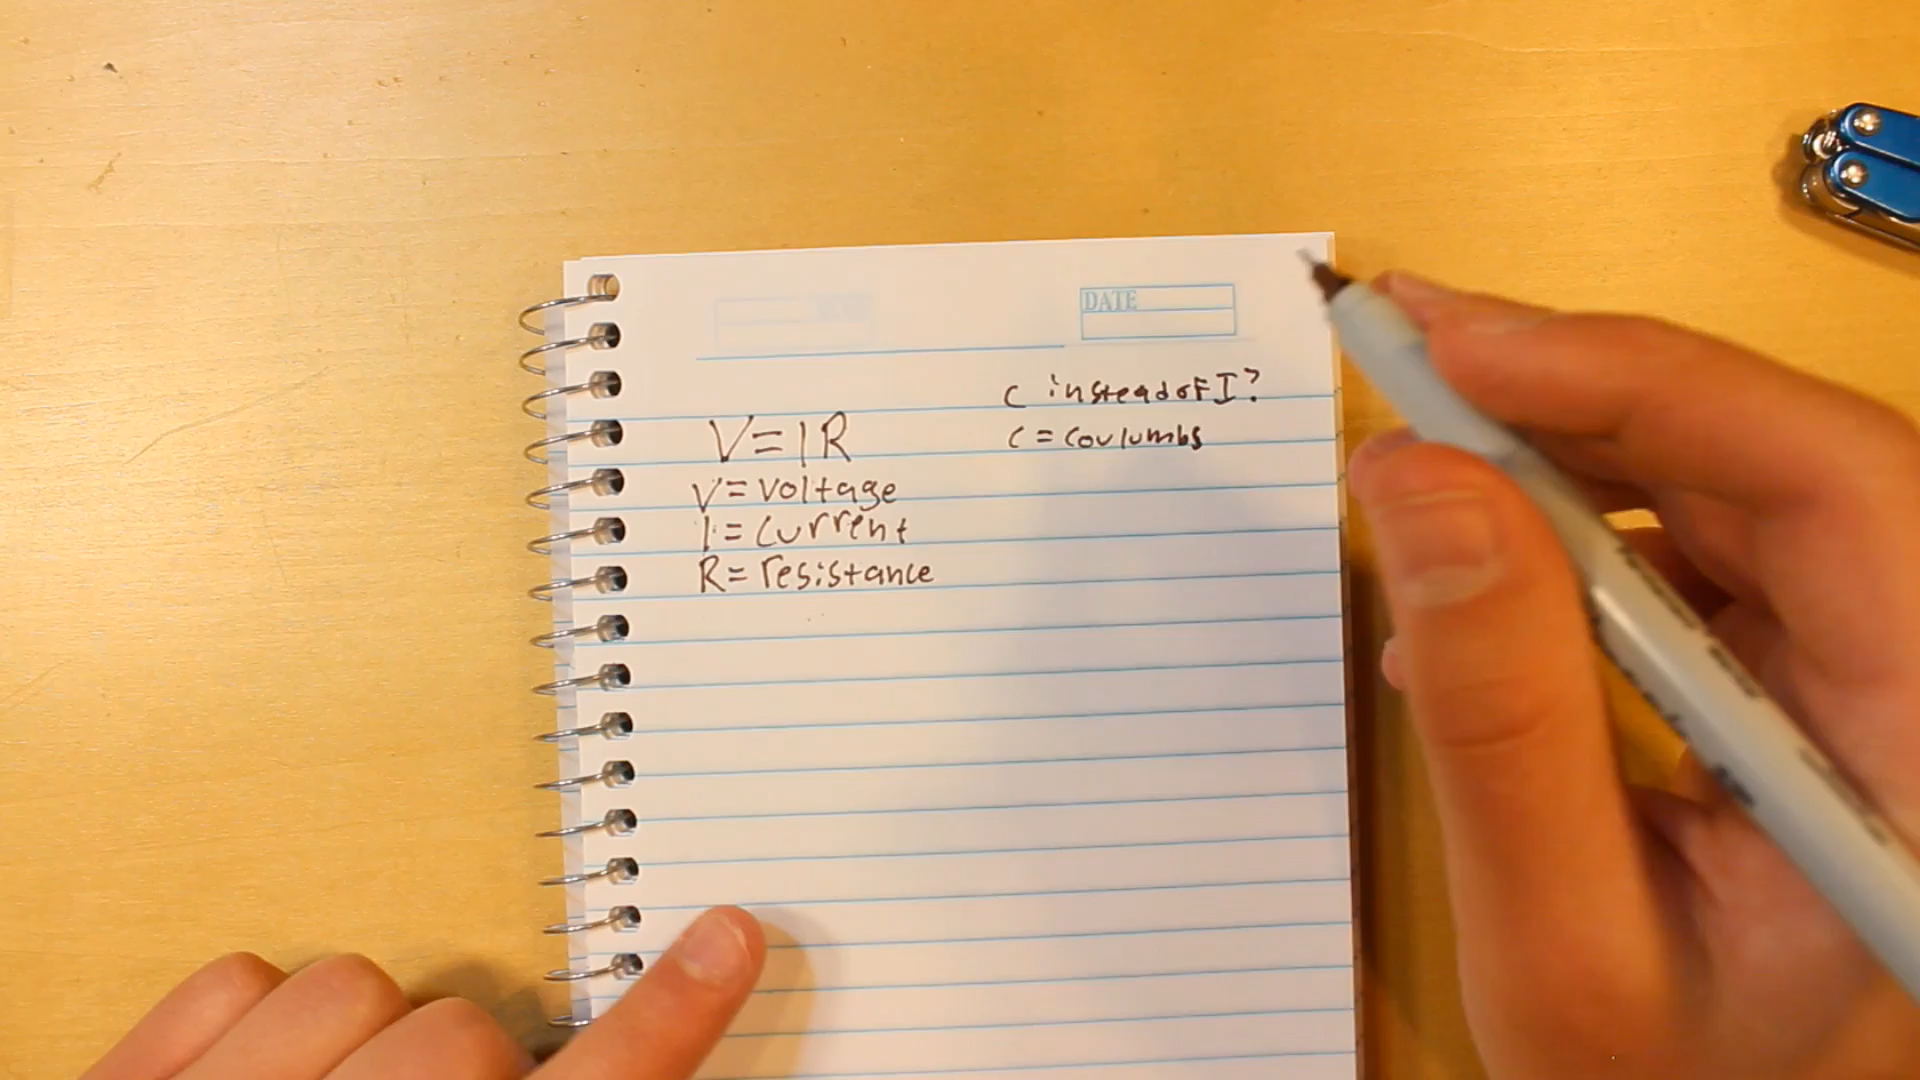 DATE
C instead of I?
C = Coulumbs
V=IR
V= Voltage
I= Current
R= resistance